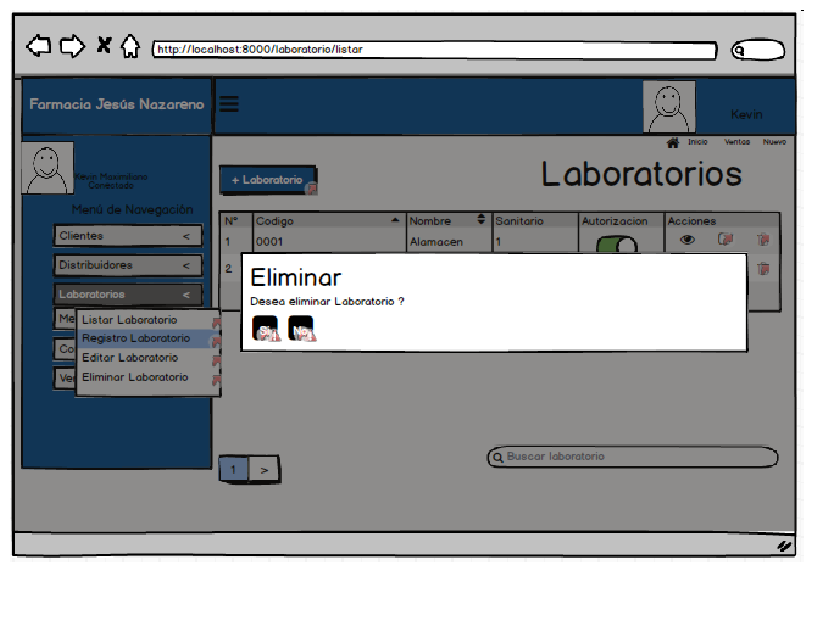 http://localhost:8000/laboratorio/listar
Farmacia Jesús Nazareno
Kevin
Inicio Ventas Nuevo
Kevin Maximiliano
Conectado
+ Laboratorio
Laboratorios
Menú de Navegación
N° Codigo Nombre Sanitario Autorizacion Acciones
1 0001 Alamacen 1
2
Clientes <
Distribuidores <
Laboratorios <
Eliminar
Desea eliminar Laboratorio ?
Si No
Me
Co
Ve
Listar Laboratorio
Registro Laboratorio
Editar Laboratorio
Eliminar Laboratorio
Buscar laboratorio
1 >